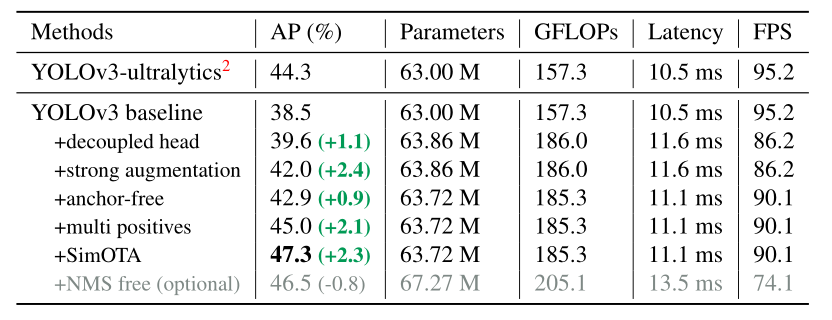 Methods AP (%) Parameters GFLOPs Latency FPS
YOLOv3-ultralytics2 44.3 63.00 M 157.3 10.5 ms 95.2
YOLOv3 baseline 38.5 63.00 M 157.3 10.5 ms 95.2
+decoupled head 39.6 (+1.1) 63.86 M 186.0 11.6 ms 86.2
+strong augmentation 42.0 (+2.4) 63.86 M 186.0 11.6 ms 86.2
+anchor-free 42.9 (+0.9) 63.72 M 185.3 11.1 ms 90.1
+multi positives 45.0 (+2.1) 63.72 M 185.3 11.1 ms 90.1
+SimOTA 47.3 (+2.3) 63.72 M 185.3 11.1 ms 90.1
+NMS free (optional) 46.5 (-0.8) 67.27 M 205.1 13.5 ms 74.1